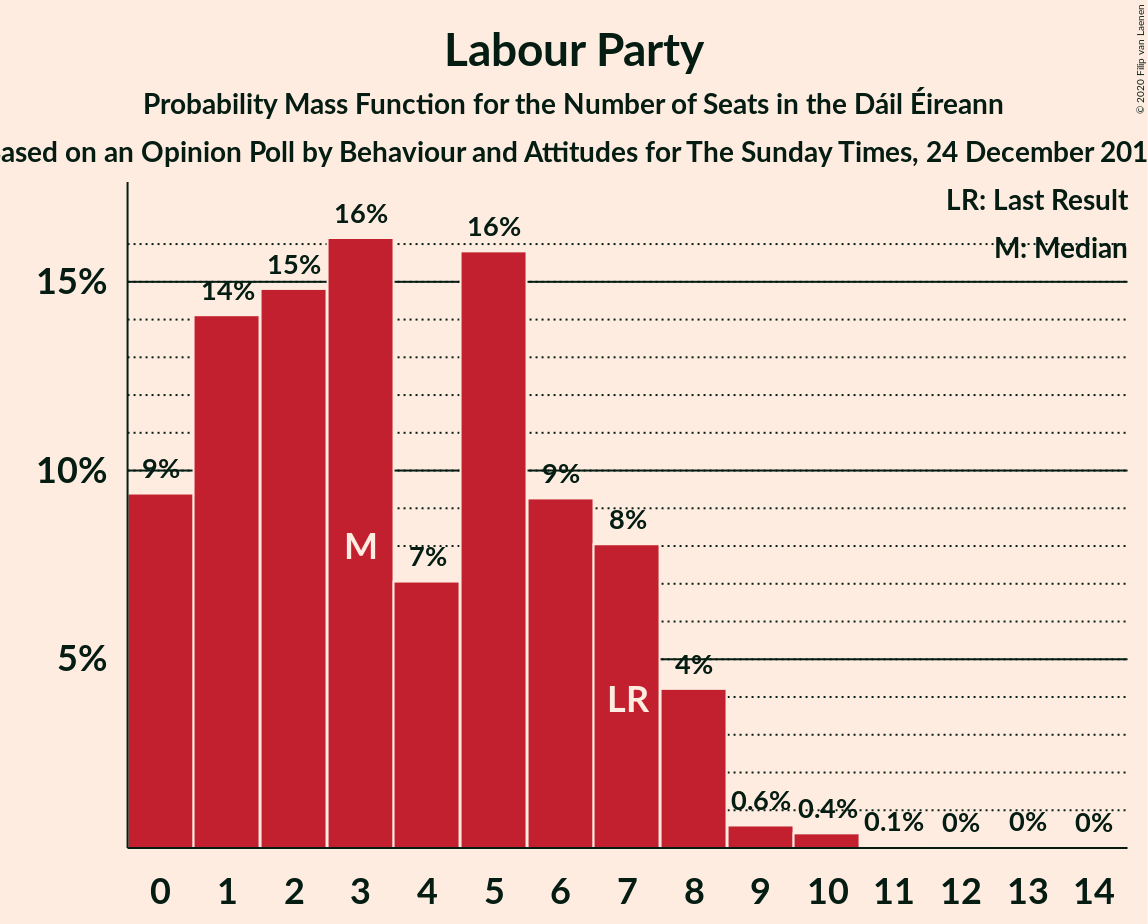 Labour Party
Probability Mass Function for the Number of Seats in the Dáil Éireann
ased on an Opinion Poll by Behaviour and Attitudes for The Sunday Times, 24 December 201
© 2020 Filip van Laenen
LR: Last Result
M: Median
15%
10%
5%
9%
14%
15%
16%
7%
16%
9%
8%
4%
0.6%
0.4%
0.1%
0%
0%
0%
M
LR
0 1 2 3 4 5 6 7 8 9 10 11 12 13 14